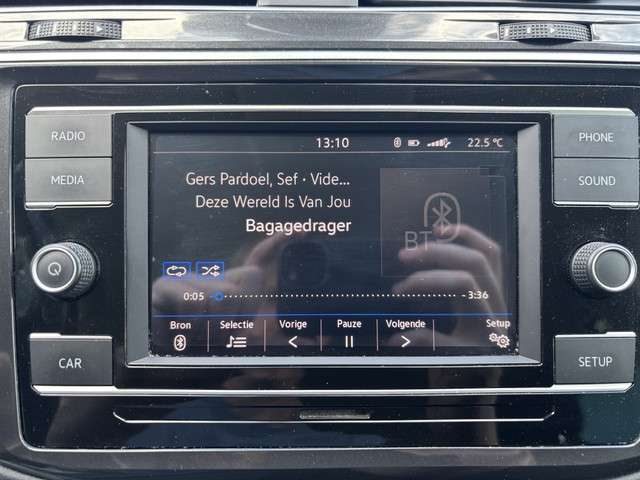 RADIO
MEDIA
CAR
13:10
22.5 °C
Gers Pardoel, Sef · Vide...
Deze Wereld Is Van Jou
Bagagedrager
BT
0:05
3:36
Bron
Selectie
Vorige
Pauze
Volgende
Setup
PHONE
SOUND
SETUP